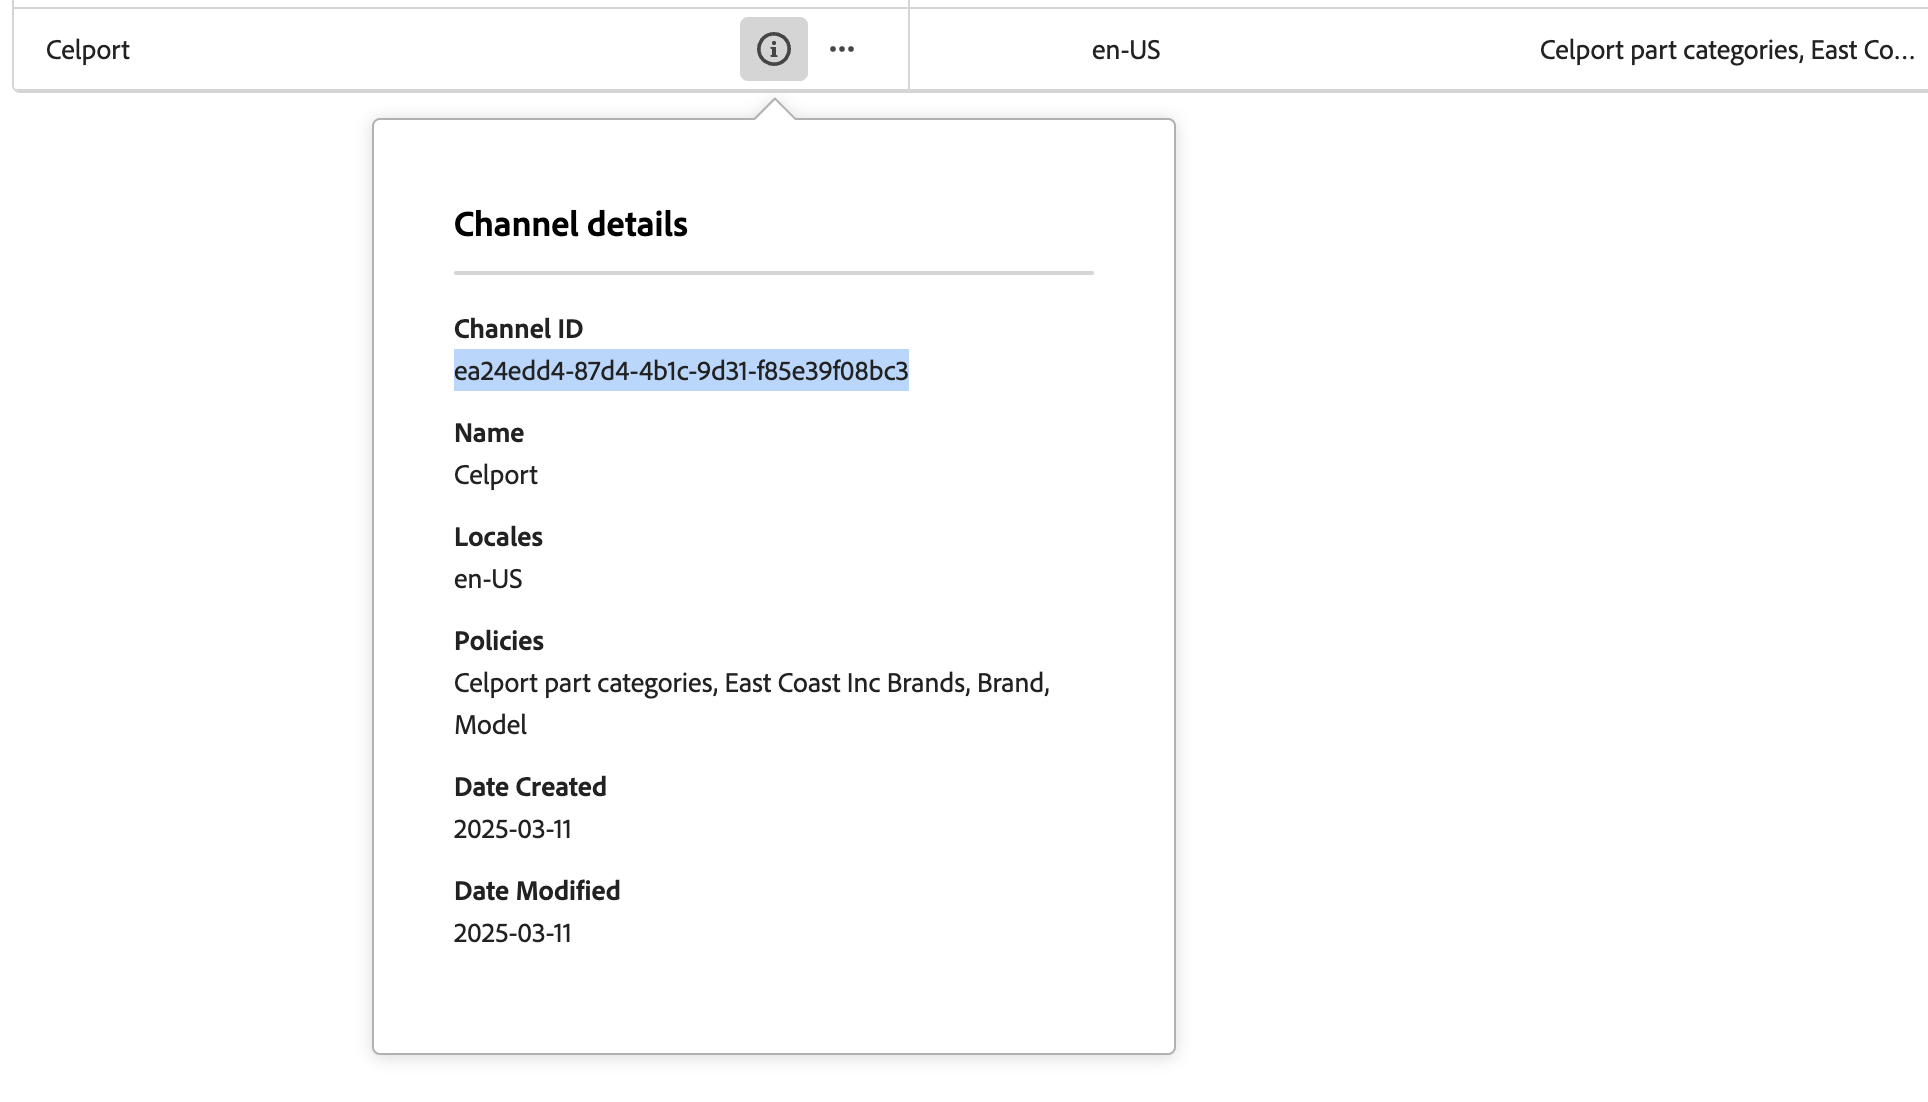 Celport
en-US
Celport part categories, East Co...
Channel details
Channel ID
ea24edd4-87d4-4b1c-9d31-f85e39f08bc3
Name
Celport
Locales
en-US
Policies
Celport part categories, East Coast Inc Brands, Brand,
Model
Date Created
2025-03-11
Date Modified
2025-03-11